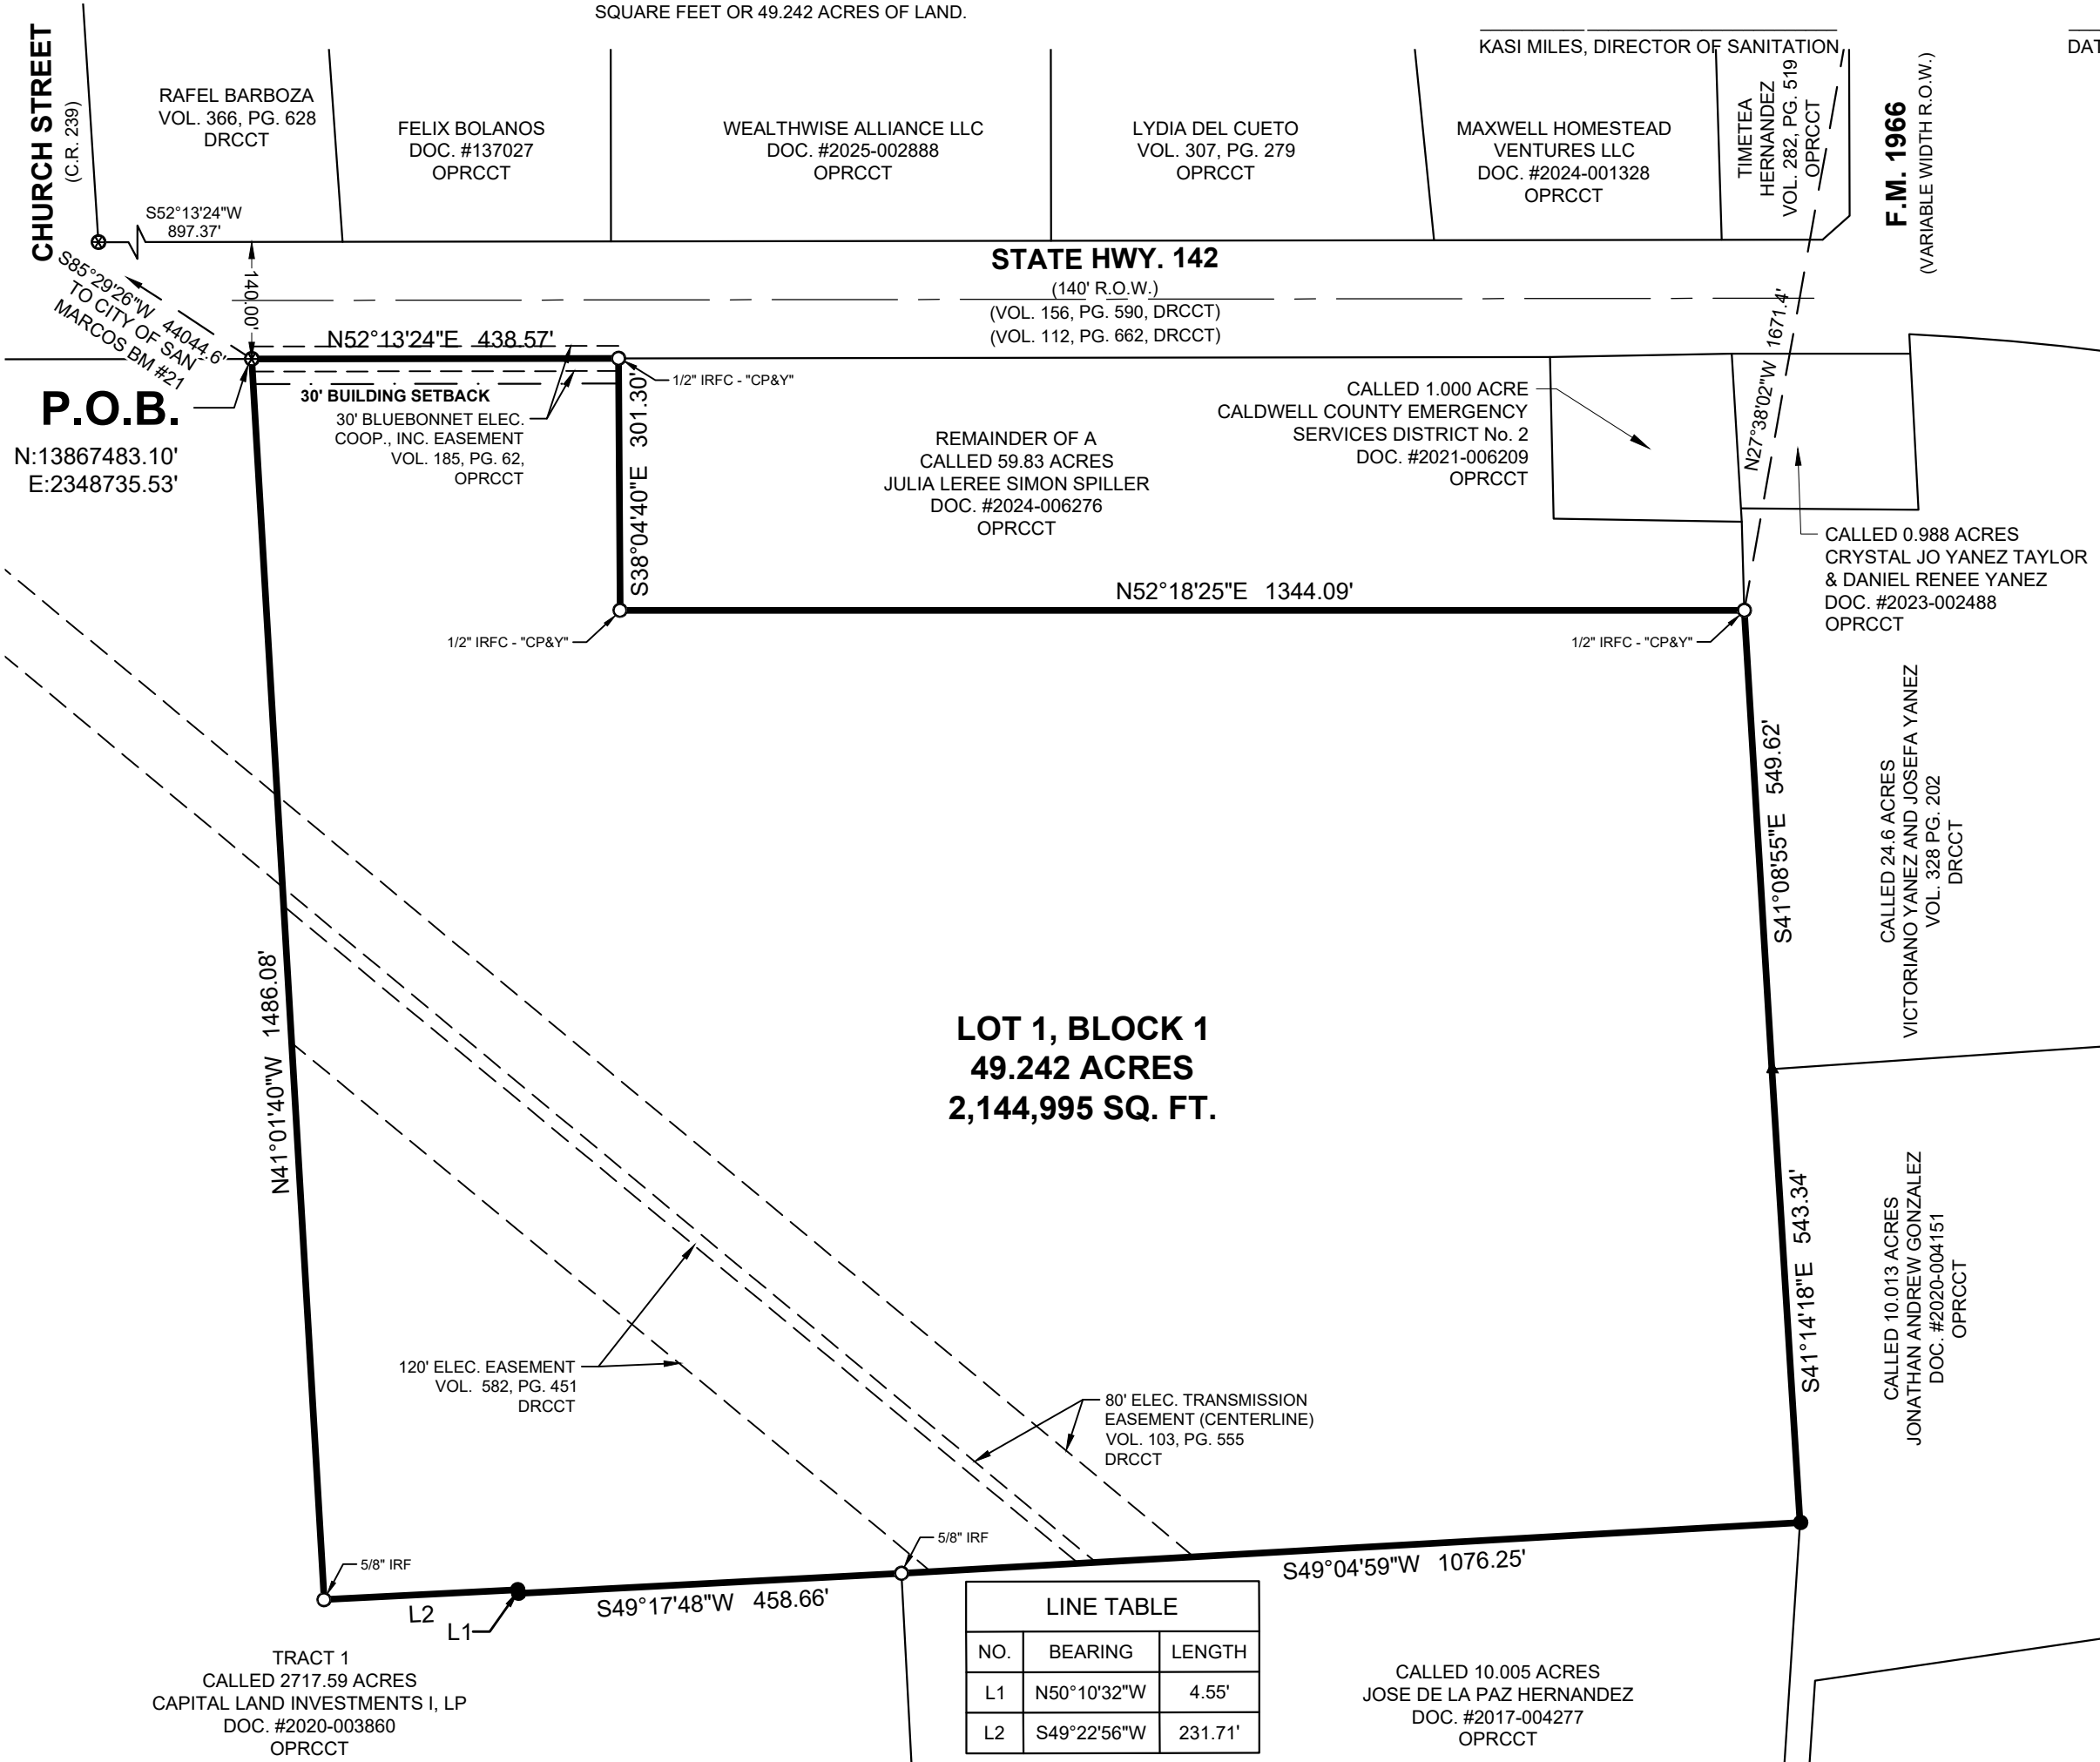 SQUARE FEET OR 49.242 ACRES OF LAND.
KASI MILES, DIRECTOR OF SANITATION
DAT
CHURCH STREET
(C.R. 239)
RAFEL BARBOZA
VOL. 366, PG. 628
DRCCT
FELIX BOLANOS
DOC. #137027
OPRCCT
WEALTHWISE ALLIANCE LLC
DOC. #2025-002888
OPRCCT
LYDIA DEL CUETO
VOL. 307, PG. 279
OPRCCT
MAXWELL HOMESTEAD
VENTURES LLC
DOC. #2024-001328
OPRCCT
TIMETEA
HERNANDEZ
VOL. 282, PG. 519
OPRCCT
F.M. 1966
(VARIABLE WIDTH R.O.W.)
S52°13'24"W
897.37'
S85°29'26"W 44044.6'
TO CITY OF SAN
MARCOS BM #21
140.00'
STATE HWY. 142
(140' R.O.W.)
(VOL. 156, PG. 590, DRCCT)
(VOL. 112, PG. 662, DRCCT)
N27°38'02"W 1671.4'
N52°13'24"E 438.57'
P.O.B.
N:13867483.10'
E:2348735.53'
30' BUILDING SETBACK
30' BLUEBONNET ELEC.
COOP., INC. EASEMENT
VOL. 185, PG. 62,
OPRCCT
1/2" IRFC - "CP&Y"
S38°04'40"E 301.30'
REMAINDER OF A
CALLED 59.83 ACRES
JULIA LEREE SIMON SPILLER
DOC. #2024-006276
OPRCCT
CALLED 1.000 ACRE
CALDWELL COUNTY EMERGENCY
SERVICES DISTRICT No. 2
DOC. #2021-006209
OPRCCT
CALLED 0.988 ACRES
CRYSTAL JO YANEZ TAYLOR
& DANIEL RENEE YANEZ
DOC. #2023-002488
OPRCCT
N52°18'25"E 1344.09'
1/2" IRFC - "CP&Y"
1/2" IRFC - "CP&Y"
S41°08'55"E 549.62'
CALLED 24.6 ACRES
VICTORIANO YANEZ AND JOSEFA YANEZ
VOL. 328 PG. 202
DRCCT
N41°01'40"W 1486.08'
LOT 1, BLOCK 1
49.242 ACRES
2,144,995 SQ. FT.
S41°14'18"E 543.34'
CALLED 10.013 ACRES
JONATHAN ANDREW GONZALEZ
DOC. #2020-004151
OPRCCT
120' ELEC. EASEMENT
VOL. 582, PG. 451
DRCCT
80' ELEC. TRANSMISSION
EASEMENT (CENTERLINE)
VOL. 103, PG. 555
DRCCT
5/8" IRF
5/8" IRF
L2
L1
S49°17'48"W 458.66'
S49°04'59"W 1076.25'
TRACT 1
CALLED 2717.59 ACRES
CAPITAL LAND INVESTMENTS I, LP
DOC. #2020-003860
OPRCCT
LINE TABLE
NO. BEARING LENGTH
L1 N50°10'32"W 4.55'
L2 S49°22'56"W 231.71'
CALLED 10.005 ACRES
JOSE DE LA PAZ HERNANDEZ
DOC. #2017-004277
OPRCCT